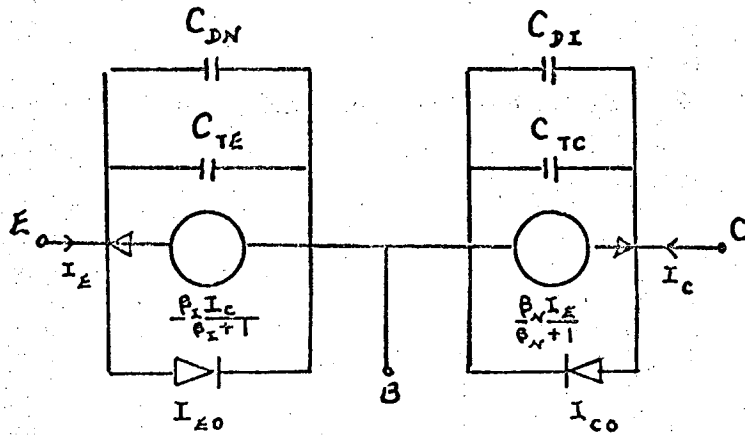 C_DN
C_DI
C_TE
C_TC
E
C
I_E
I_C
β_I I_C
β_I + 1
β_N I_E
β_N + 1
B
I_EO
I_CO